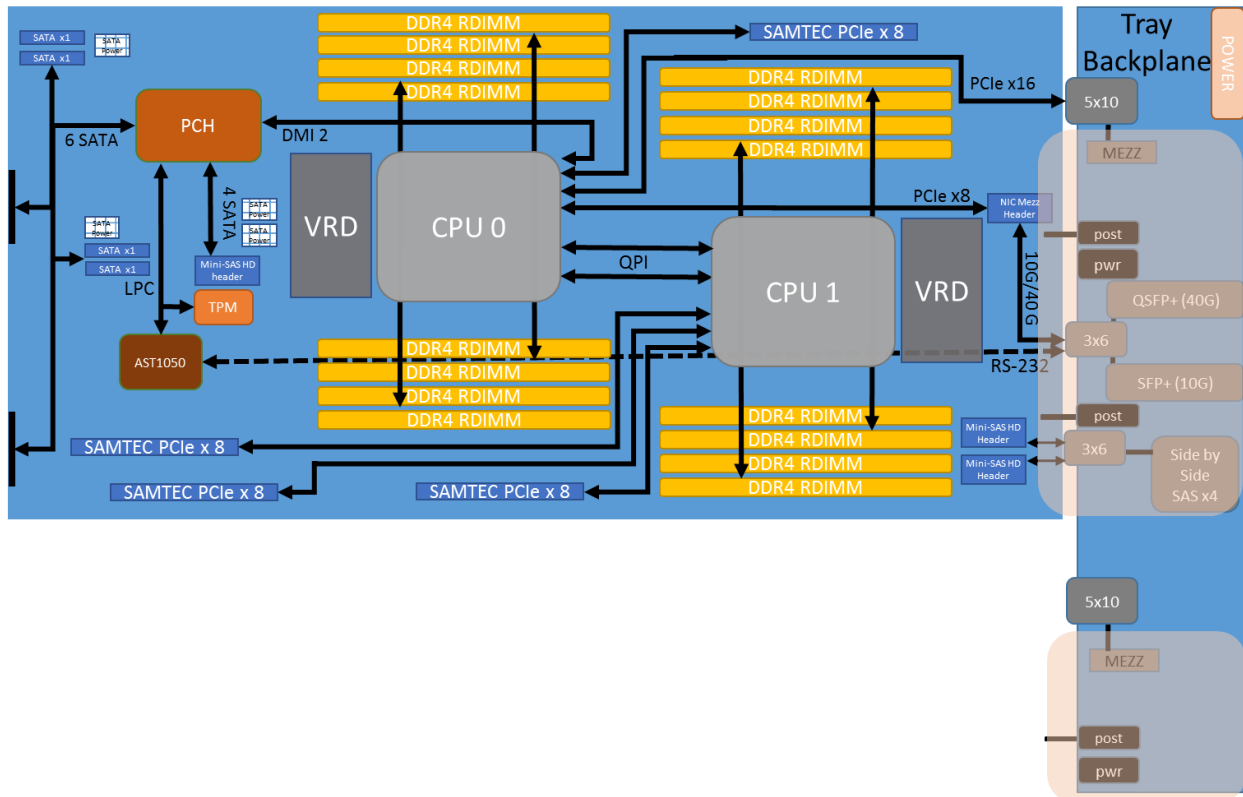 SATA x1
SATA x1
SATA
Power
6 SATA
PCH
DMI 2
4 SATA
SATA
Power
SATA
Power
SATA
Power
SATA x1
SATA x1
LPC
Mini-SAS HD
header
TPM
AST1050
VRD
DDR4 RDIMM
DDR4 RDIMM
DDR4 RDIMM
DDR4 RDIMM
CPU 0
DDR4 RDIMM
DDR4 RDIMM
DDR4 RDIMM
DDR4 RDIMM
QPI
SAMTEC PCIe x 8
SAMTEC PCIe x 8
SAMTEC PCIe x 8
SAMTEC PCIe x 8
DDR4 RDIMM
DDR4 RDIMM
DDR4 RDIMM
DDR4 RDIMM
CPU 1
VRD
DDR4 RDIMM
DDR4 RDIMM
DDR4 RDIMM
DDR4 RDIMM
PCIe x16
PCIe x8
NIC Mezz
Header
10G/40 G
RS-232
Mini-SAS HD
Header
Mini-SAS HD
Header
Tray
Backplane
POWER
5x10
MEZZ
post
pwr
QSFP+ (40G)
3x6
SFP+ (10G)
post
3x6
Side by
Side
SAS x4
5x10
MEZZ
post
pwr